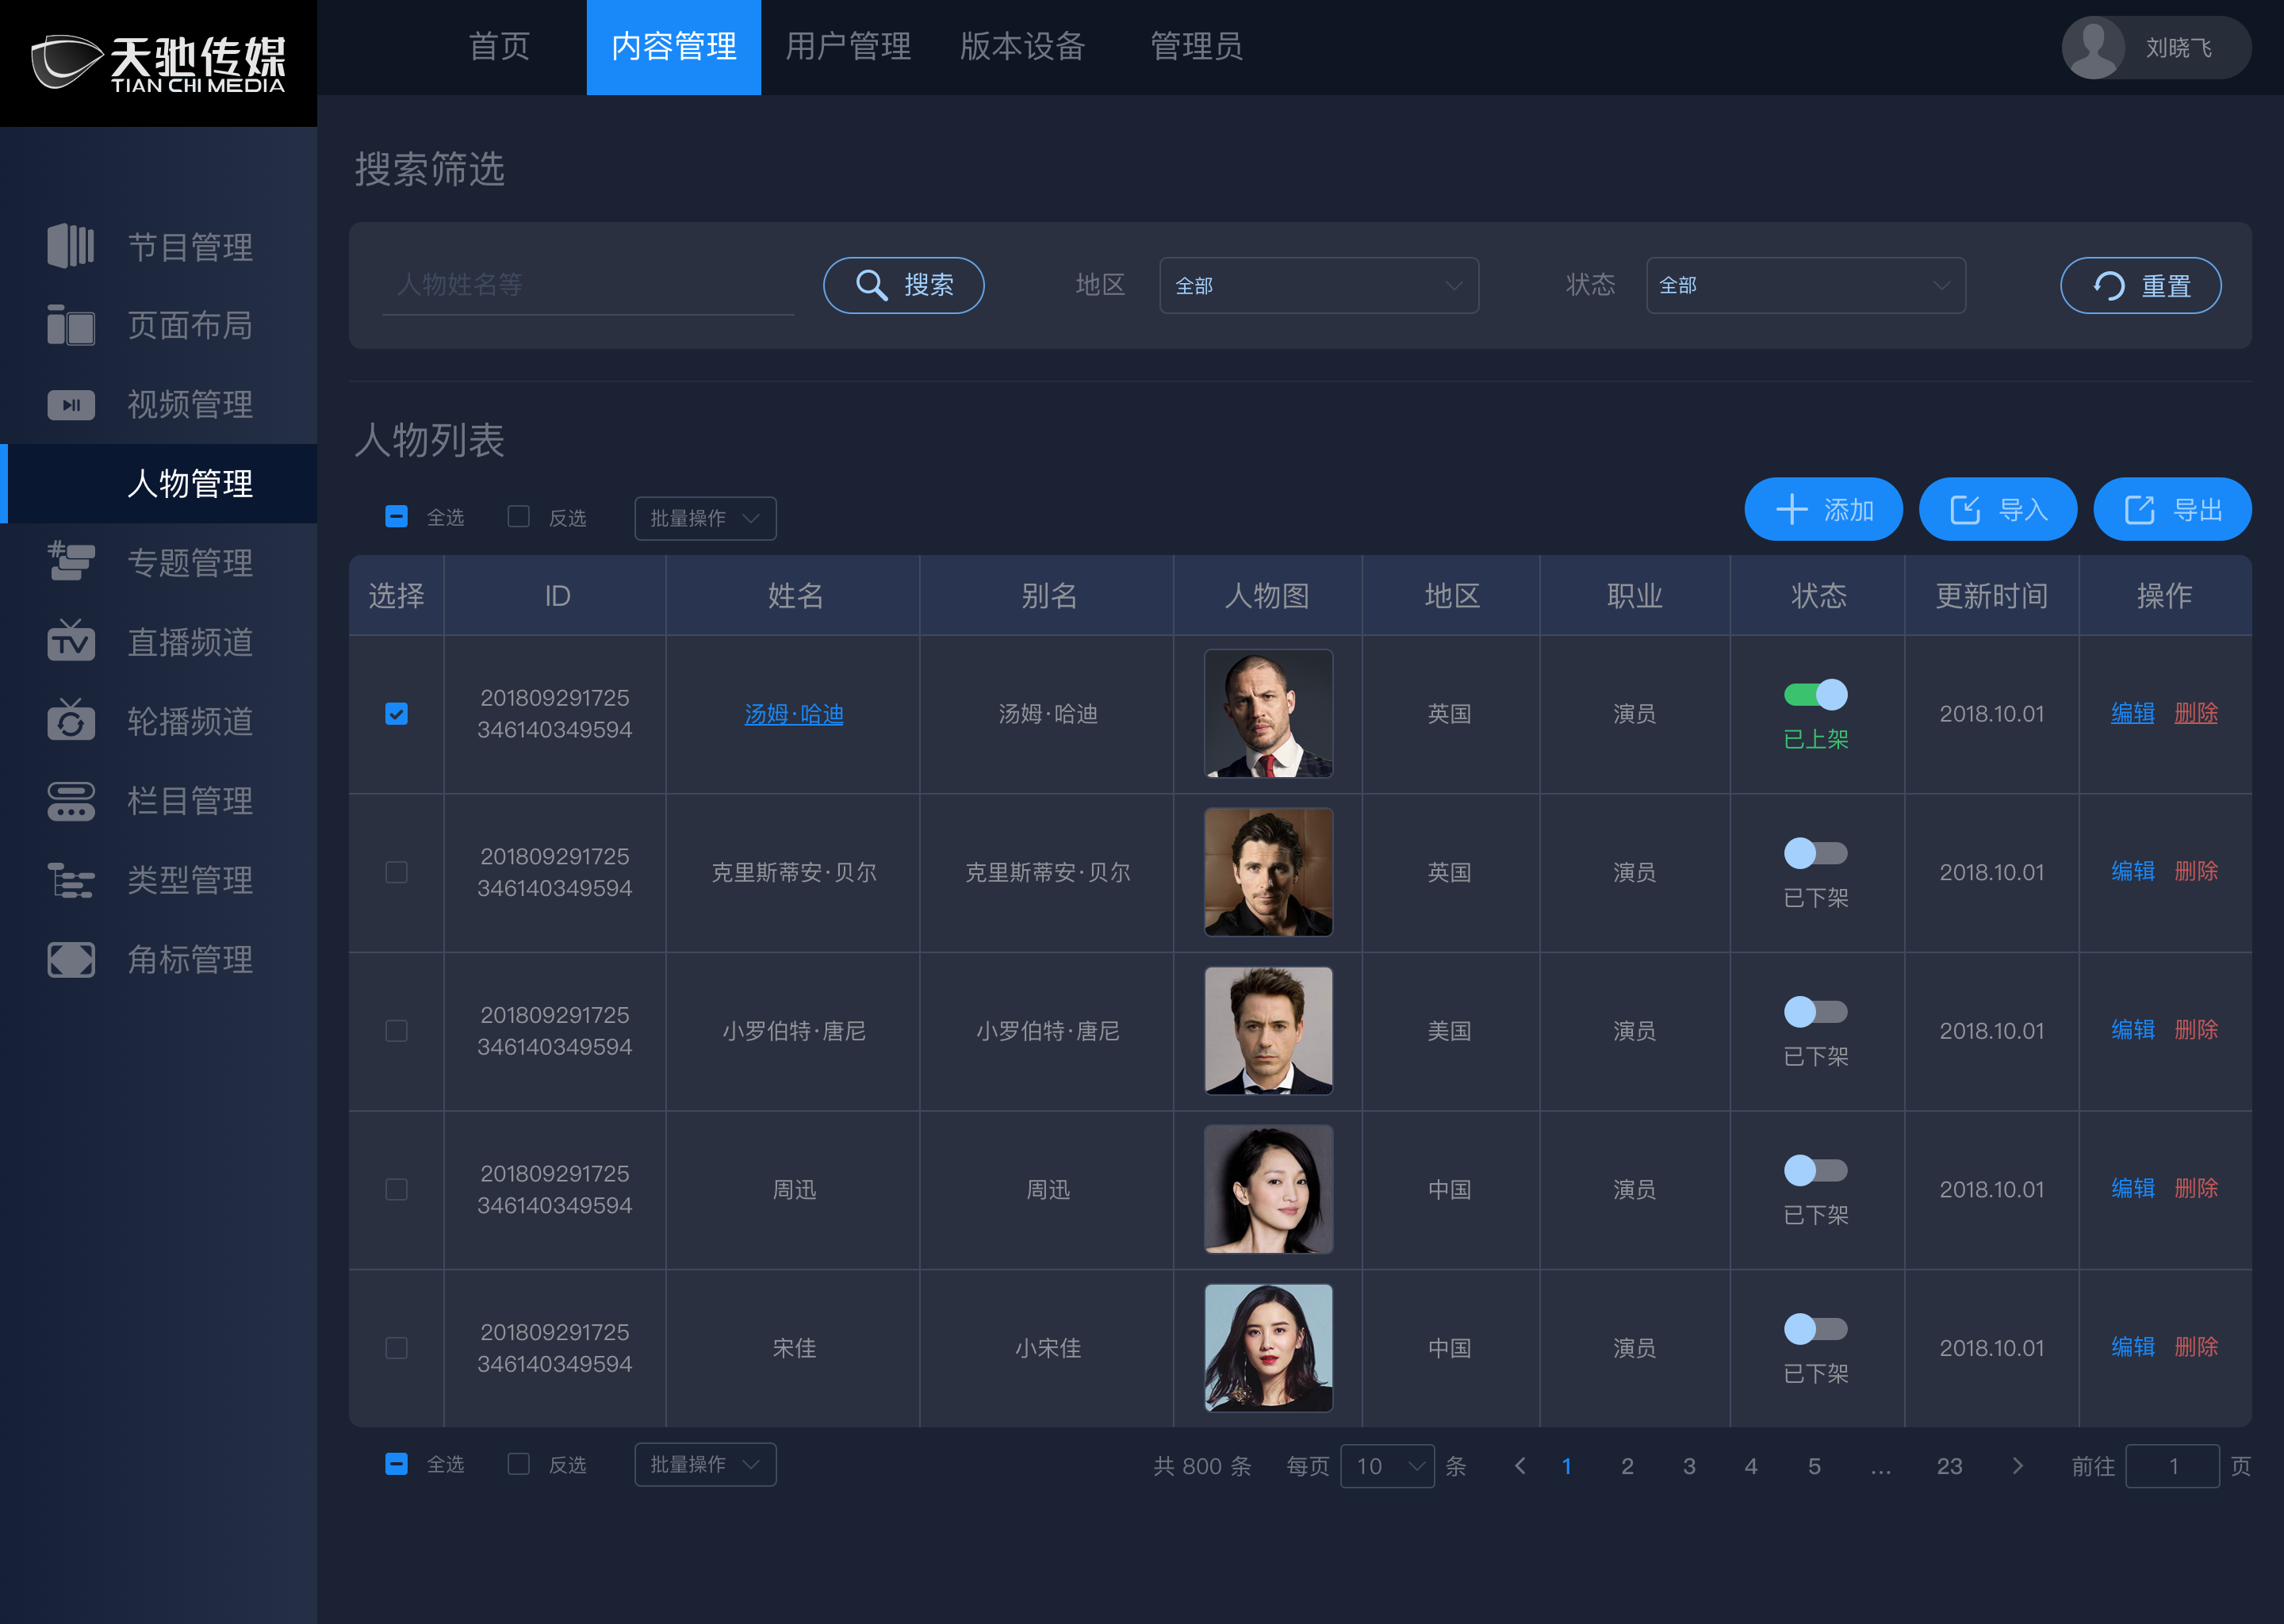 天驰传媒
TIAN CHI MEDIA
首页 内容管理 用户管理 版本设备 管理员
刘晓飞
节目管理
页面布局
视频管理
人物管理
专题管理
直播频道
轮播频道
栏目管理
类型管理
角标管理
搜索筛选
人物姓名等 搜索 地区 全部 状态 全部 重置
人物列表
全选 反选 批量操作 添加 导入 导出
选择 ID 姓名 别名 人物图 地区 职业 状态 更新时间 操作
201809291725
346140349594
汤姆·哈迪 汤姆·哈迪 英国 演员 已上架 2018.10.01 编辑 删除
201809291725
346140349594
克里斯蒂安·贝尔 克里斯蒂安·贝尔 英国 演员 已下架 2018.10.01 编辑 删除
201809291725
346140349594
小罗伯特·唐尼 小罗伯特·唐尼 美国 演员 已下架 2018.10.01 编辑 删除
201809291725
346140349594
周迅 周迅 中国 演员 已下架 2018.10.01 编辑 删除
201809291725
346140349594
宋佳 小宋佳 中国 演员 已下架 2018.10.01 编辑 删除
全选 反选 批量操作 共 800 条 每页 10 条 1 2 3 4 5 ... 23 前往 1 页